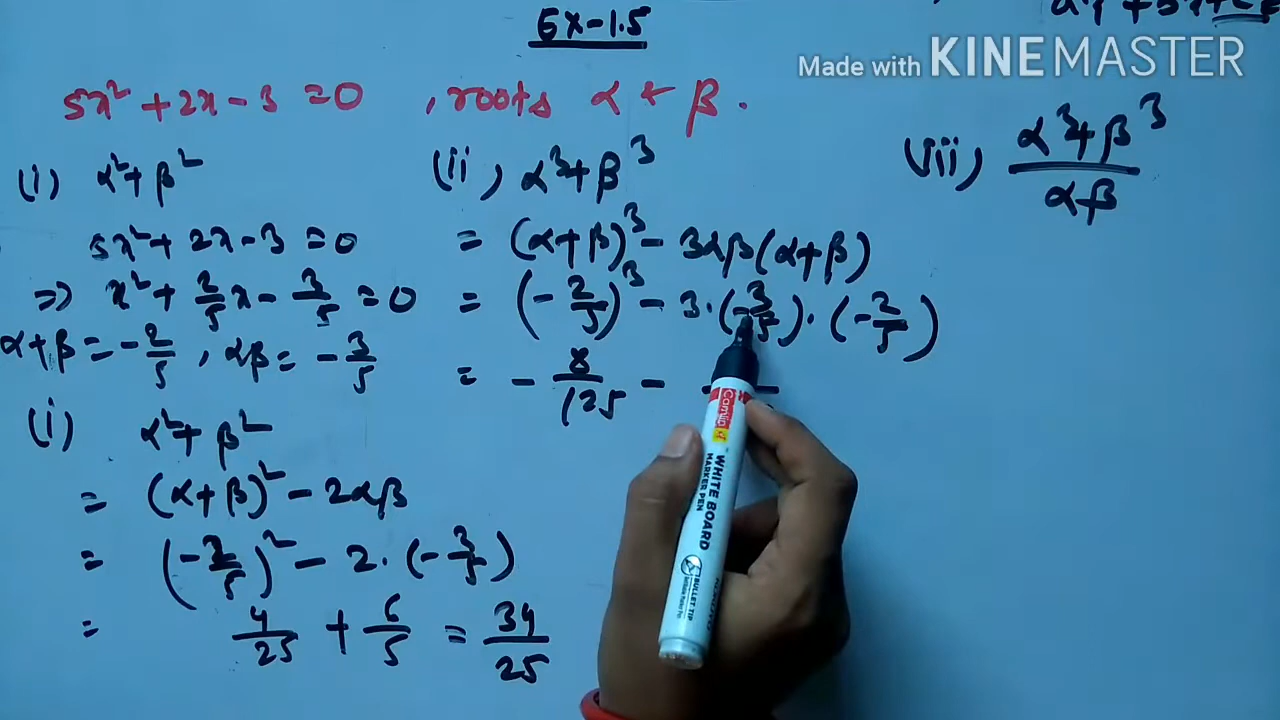 Ex-1.5
Made with KINEMASTER
5x² + 2x - 3 = 0 , roots α & β .
(i) α² + β²
5x² + 2x - 3 = 0
⇒ x² + 2/5 x - 3/5 = 0
α + β = - 2/5 , αβ = - 3/5
(i) α² + β²
= (α + β)² - 2αβ
= (- 2/5)² - 2 · (- 3/5)
= 4/25 + 6/5 = 34/25
(ii) α³ + β³
= (α + β)³ - 3αβ(α + β)
= (- 2/5)³ - 3 · (- 3/5) · (- 2/5)
= - 8/125 -
(vii) α³ + β³ / αβ
Camlin
WHITE BOARD
MARKER PEN
BULLET TIP